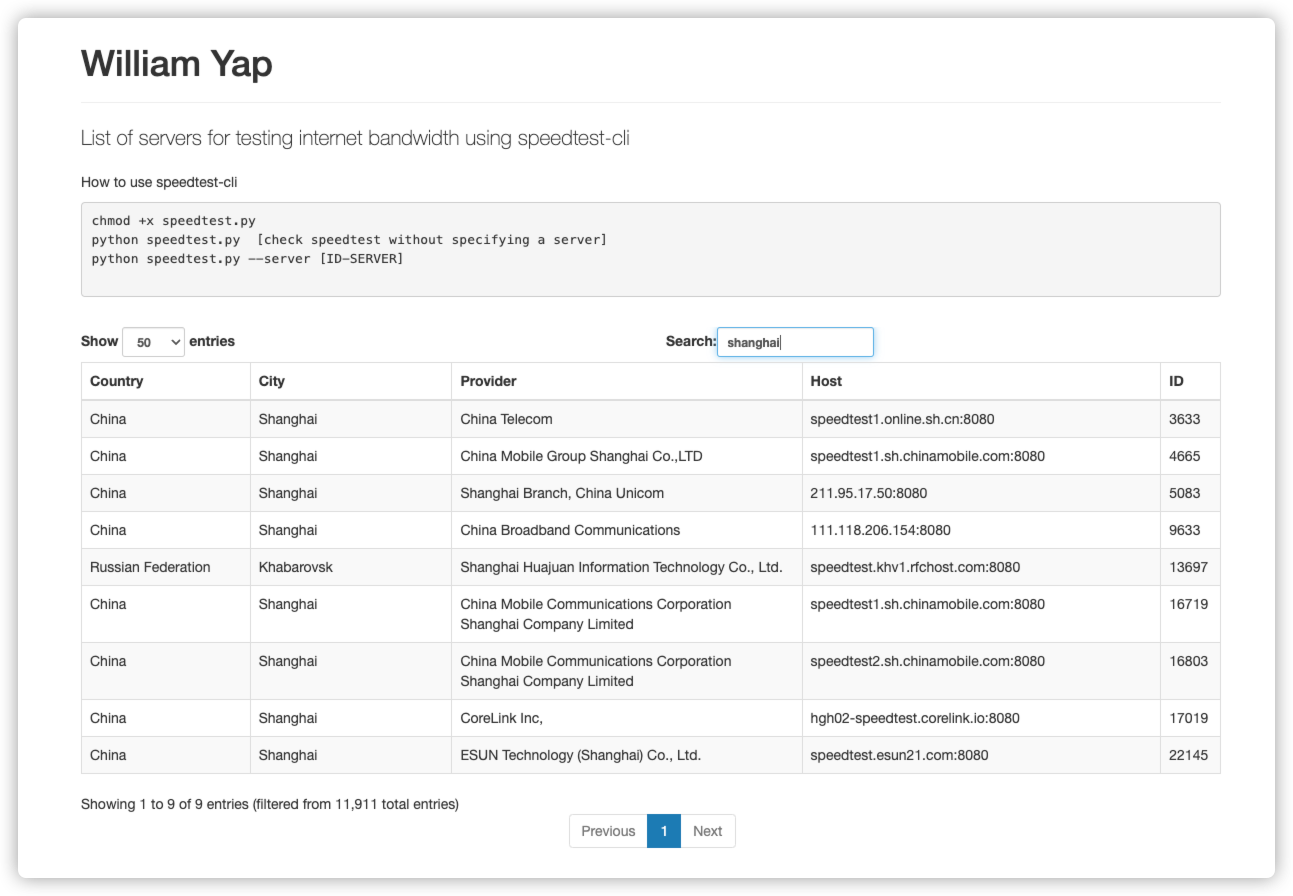 William Yap
List of servers for testing internet bandwidth using speedtest-cli
How to use speedtest-cli
chmod +x speedtest.py
python speedtest.py  [check speedtest without specifying a server]
python speedtest.py --server [ID-SERVER]
Show 50 entries Search: shanghai
Country City Provider Host ID
China Shanghai China Telecom speedtest1.online.sh.cn:8080 3633
China Shanghai China Mobile Group Shanghai Co.,LTD speedtest1.sh.chinamobile.com:8080 4665
China Shanghai Shanghai Branch, China Unicom 211.95.17.50:8080 5083
China Shanghai China Broadband Communications 111.118.206.154:8080 9633
Russian Federation Khabarovsk Shanghai Huajuan Information Technology Co., Ltd. speedtest.khv1.rfchost.com:8080 13697
China Shanghai China Mobile Communications Corporation speedtest1.sh.chinamobile.com:8080 16719
Shanghai Company Limited
China Shanghai China Mobile Communications Corporation speedtest2.sh.chinamobile.com:8080 16803
Shanghai Company Limited
China Shanghai CoreLink Inc, hgh02-speedtest.corelink.io:8080 17019
China Shanghai ESUN Technology (Shanghai) Co., Ltd. speedtest.esun21.com:8080 22145
Showing 1 to 9 of 9 entries (filtered from 11,911 total entries)
Previous 1 Next